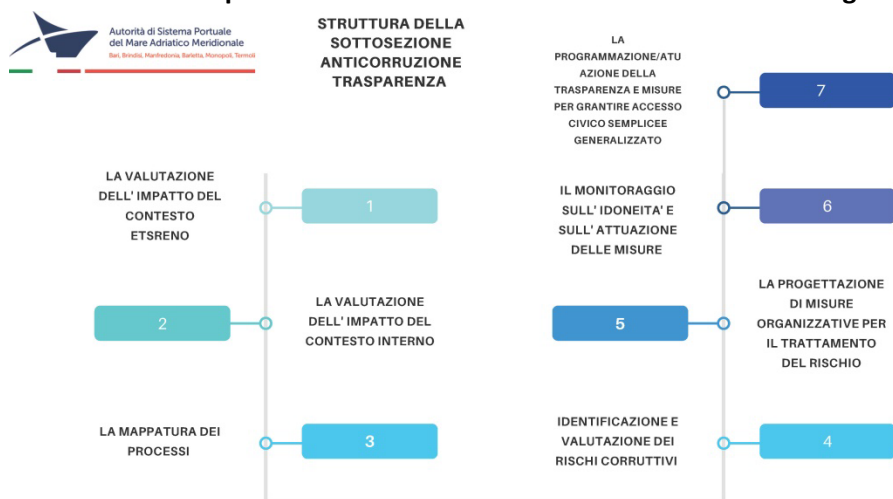 Autorità di Sistema Portuale
del Mare Adriatico Meridionale
Bari, Brindisi, Manfredonia, Barletta, Monopoli, Termoli
STRUTTURA DELLA
SOTTOSEZIONE
ANTICORRUZIONE
TRASPARENZA
LA VALUTAZIONE
DELL' IMPATTO DEL
CONTESTO
ETSRENO
1
2
LA VALUTAZIONE
DELL' IMPATTO DEL
CONTESTO INTERNO
LA MAPPATURA DEI
PROCESSI
3
LA
PROGRAMMAZIONE/ATU
AZIONE DELLA
TRASPARENZA E MISURE
PER GRANTIRE ACCESSO
CIVICO SEMPLICEE
GENERALIZZATO
7
IL MONITORAGGIO
SULL' IDONEITA' E
SULL' ATTUAZIONE
DELLE MISURE
6
5
LA PROGETTAZIONE
DI MISURE
ORGANIZZATIVE PER
IL TRATTAMENTO
DEL RISCHIO
IDENTIFICAZIONE E
VALUTAZIONE DEI
RISCHI CORRUTTIVI
4